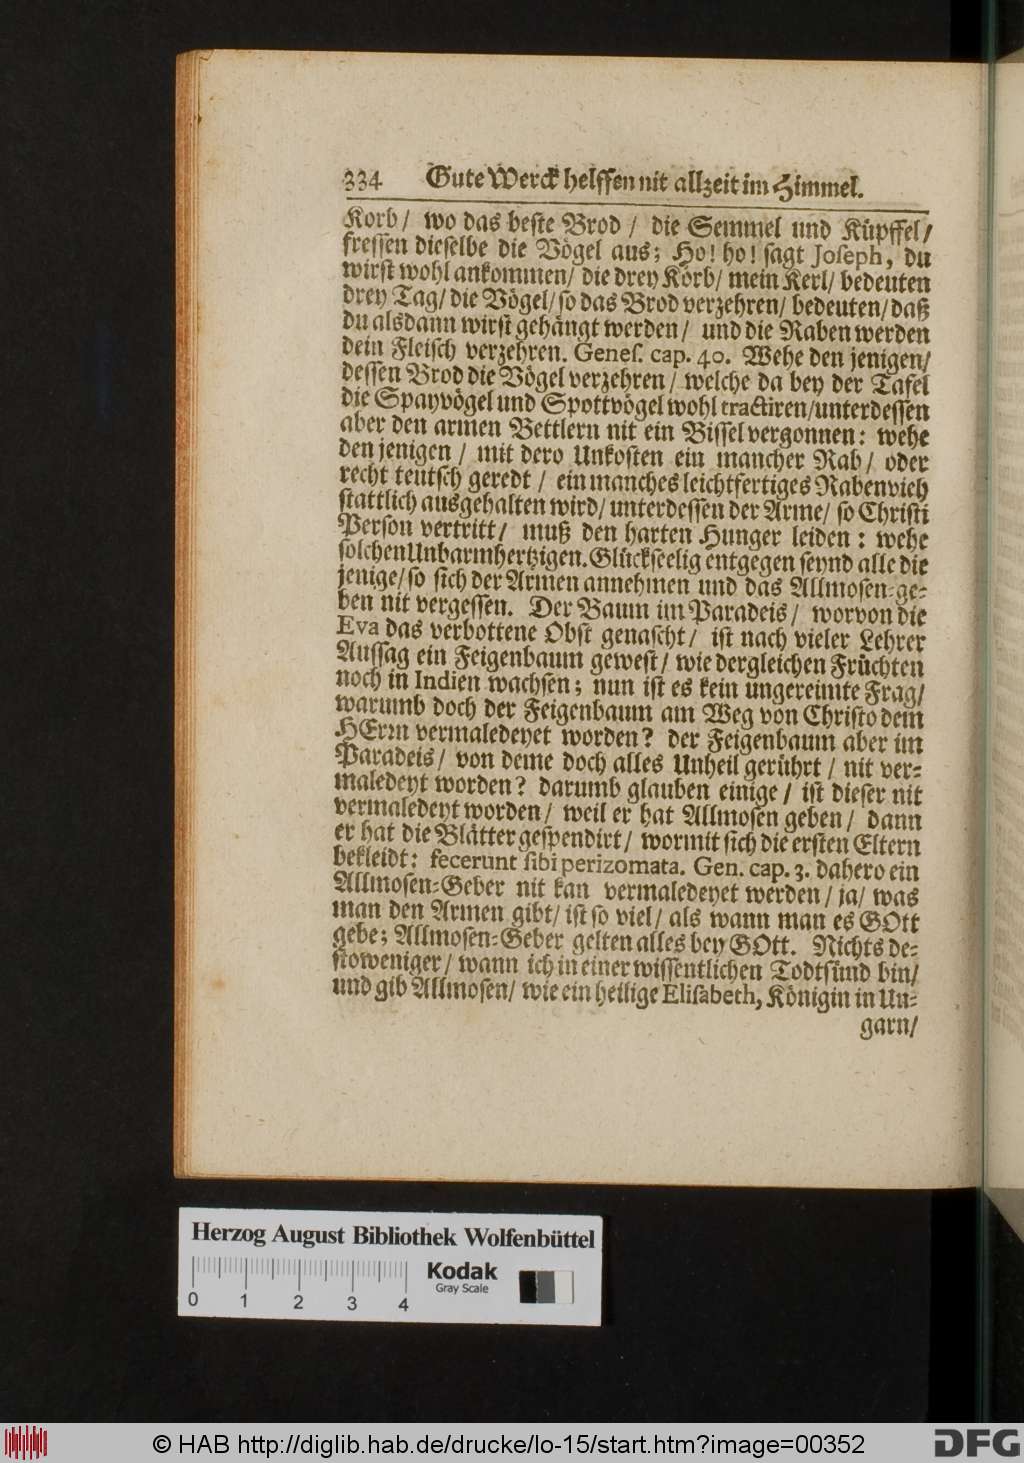 334 Gute Werck helffen nit allzeit im Himmel.
Korb/ wo das beste Brod / die Semmel und Küpffel/
fressen dieselbe die Vögel aus; Ho! ho! sagt Joseph, du
wirst wohl ankommen/ die drey Körb/ mein Kerl/ bedeuten
drey Tag/ die Vögel/ so das Brod verzehren/ bedeuten/ daß
du alsdann wirst gehängt werden/ und die Raben werden
dein Fleisch verzehren. Genes. cap. 40. Wehe den jenigen/
dessen Brod die Vögel verzehren/ welche da bey der Tafel
die Spayvögel und Spottvögel wohl tractiren/unterdessen
aber den armen Bettlern nit ein Bissel vergonnen: wehe
den jenigen / mit dero Unkosten ein mancher Rab/ oder
recht teutsch geredt / ein manches leichtfertiges Rabenvieh
stattlich ausgehalten wird/ unterdessen der Arme/ so Christi
Person vertritt/ muß den harten Hunger leiden: wehe
solchen Unbarmhertzigen. Glückseelig entgegen seynd alle die
jenige/ so sich der Armen annehmen und das Allmosen-ge-
ben nit vergessen. Der Baum im Paradeis/ worvon die
Eva das verbottene Obst genascht/ ist nach vieler Lehrer
Aussag ein Feigenbaum gewest/ wie dergleichen Früchten
noch in Indien wachsen; nun ist es kein ungereimte Frag/
warumb doch der Feigenbaum am Weg von Christo dem
HErrn vermaledeyet worden? der Feigenbaum aber im
Paradeis/ von deme doch alles Unheil gerührt / nit ver-
maledeyt worden? darumb glauben einige / ist dieser nit
vermaledeyt worden/ weil er hat Allmosen geben/ dann
er hat die Blätter gespendirt/ wormit sich die ersten Eltern
bekleidt: fecerunt sibi perizomata. Gen. cap. 3. dahero ein
Allmosen-Geber nit kan vermaledeyet werden/ ja/ was
man den Armen gibt/ ist so viel/ als wann man es GOtt
gebe; Allmosen-Geber gelten alles bey GOtt. Nichts de-
stoweniger/ wann ich in einer wissentlichen Todtsünd bin/
und gib Allmosen/ wie ein heilige Elisabeth, Königin in Un-
garn/
Herzog August Bibliothek Wolfenbüttel
0 1 2 3 4
Kodak
Gray Scale
© HAB http://diglib.hab.de/drucke/lo-15/start.htm?image=00352
DFG